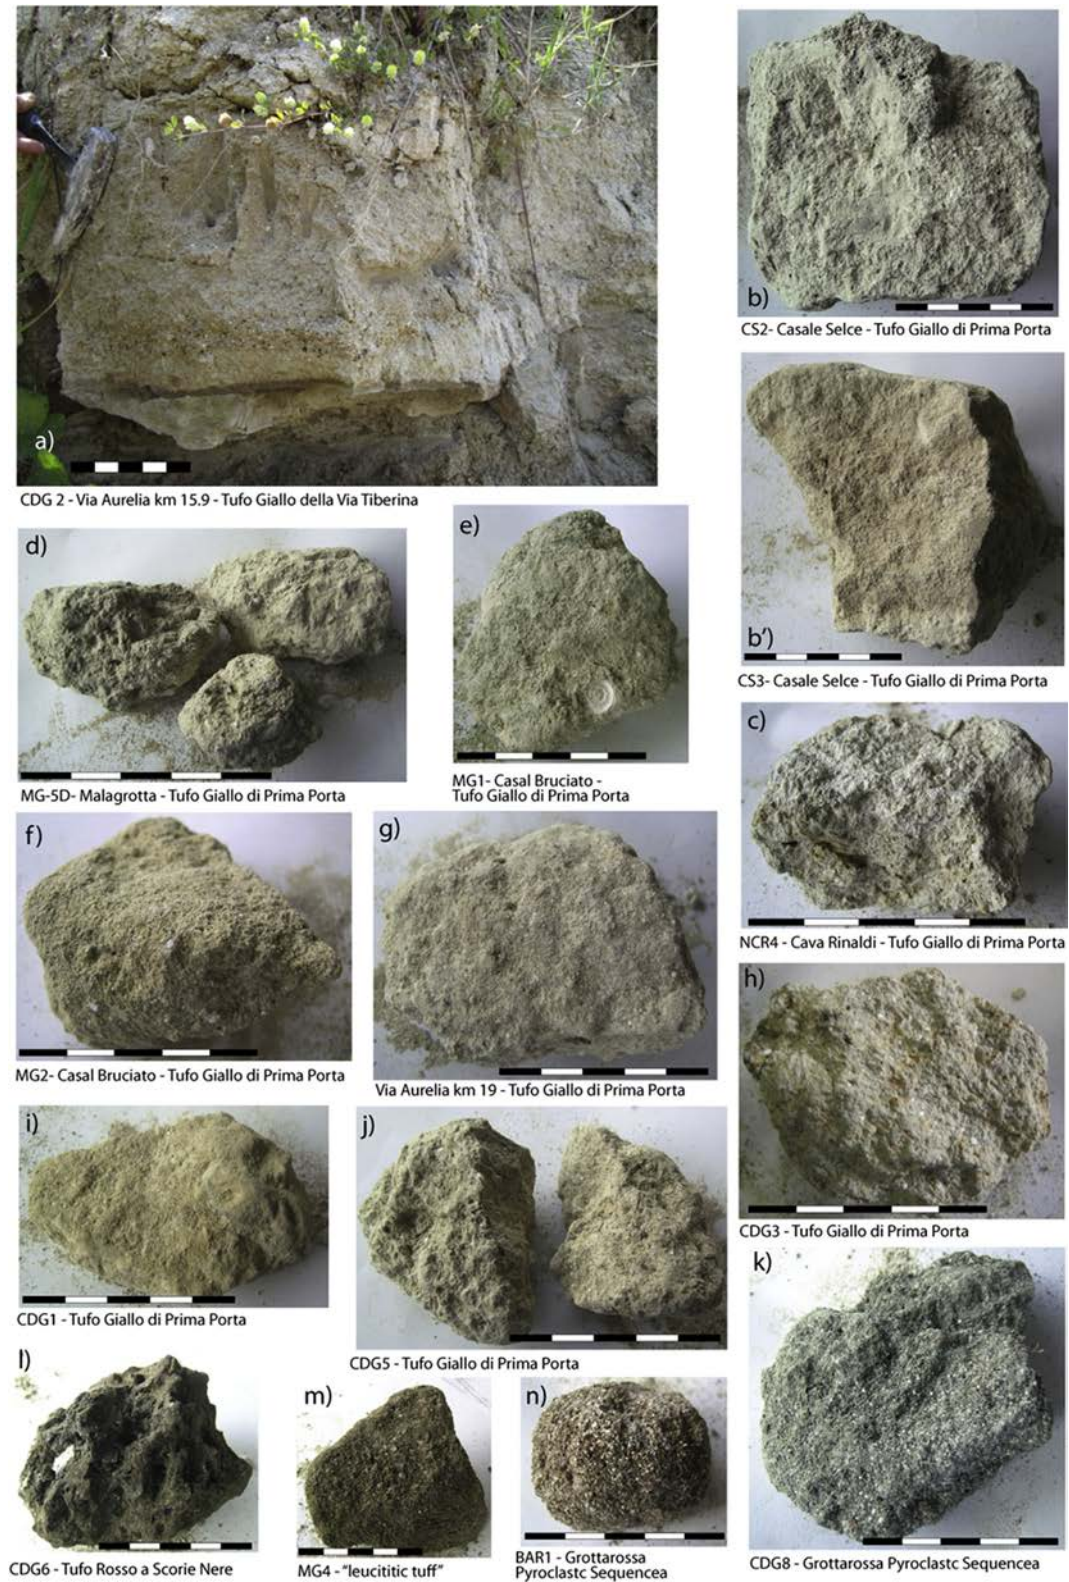 a)
CDG 2 - Via Aurelia km 15.9 - Tufo Giallo della Via Tiberina
b)
CS2- Casale Selce - Tufo Giallo di Prima Porta
b')
CS3- Casale Selce - Tufo Giallo di Prima Porta
c)
NCR4 - Cava Rinaldi - Tufo Giallo di Prima Porta
d)
MG-5D- Malagrotta - Tufo Giallo di Prima Porta
e)
MG1- Casal Bruciato -
Tufo Giallo di Prima Porta
f)
MG2- Casal Bruciato - Tufo Giallo di Prima Porta
g)
Via Aurelia km 19 - Tufo Giallo di Prima Porta
h)
CDG3 - Tufo Giallo di Prima Porta
i)
CDG1 - Tufo Giallo di Prima Porta
j)
CDG5 - Tufo Giallo di Prima Porta
k)
CDG8 - Grottarossa Pyroclastc Sequencea
l)
CDG6 - Tufo Rosso a Scorie Nere
m)
MG4 - "leucititic tuff"
n)
BAR1 - Grottarossa
Pyroclastc Sequencea